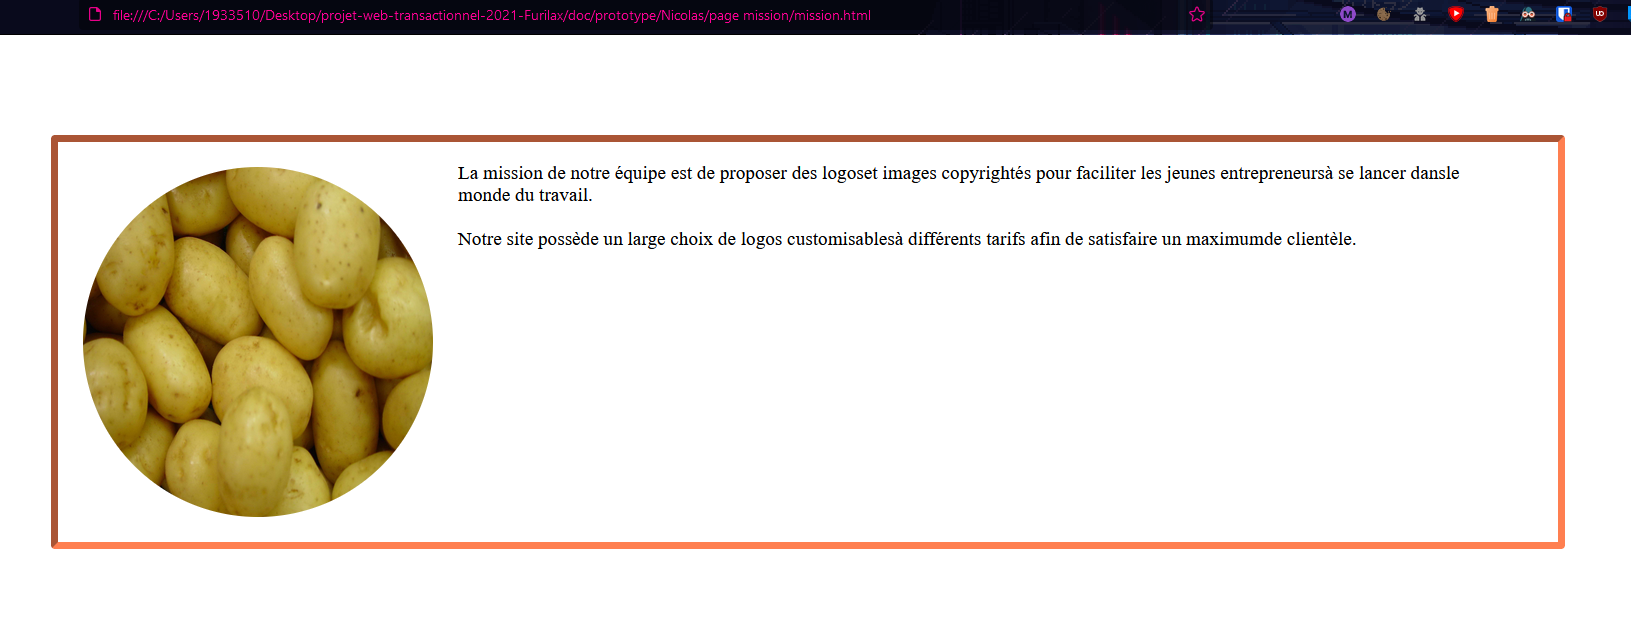 file:///C:/Users/1933510/Desktop/projet-web-transactionnel-2021-Furilax/doc/prototype/Nicolas/page mission/mission.html
M
UD
La mission de notre équipe est de proposer des logoset images copyrightés pour faciliter les jeunes entrepreneursà se lancer dansle
monde du travail.
Notre site possède un large choix de logos customisablesà différents tarifs afin de satisfaire un maximumde clientèle.